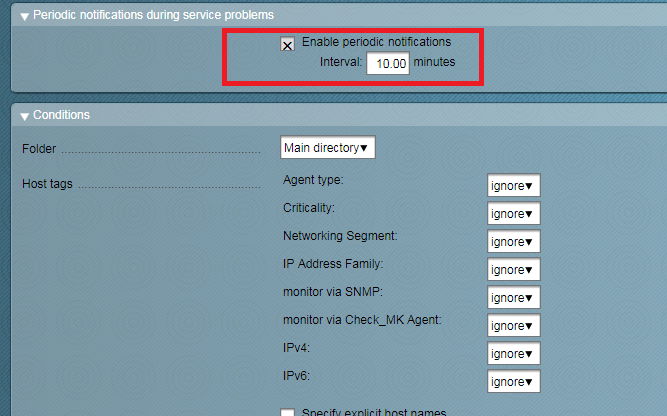 Periodic notifications during service problems
Enable periodic notifications
Interval: 10.00 minutes
Conditions
Folder Main directory
Host tags Agent type: ignore
Criticality: ignore
Networking Segment: ignore
IP Address Family: ignore
monitor via SNMP: ignore
monitor via Check_MK Agent: ignore
IPv4: ignore
IPv6: ignore
Specify explicit host names